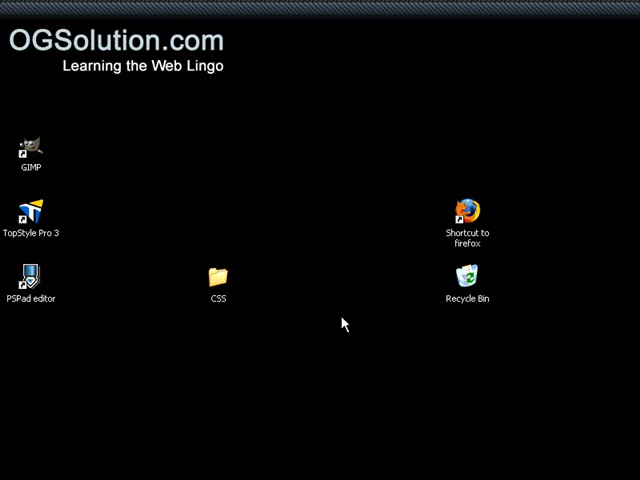 OGSolution.com
Learning the Web Lingo
GIMP
TopStyle Pro 3
Shortcut to
firefox
PSPad editor
CSS
Recycle Bin